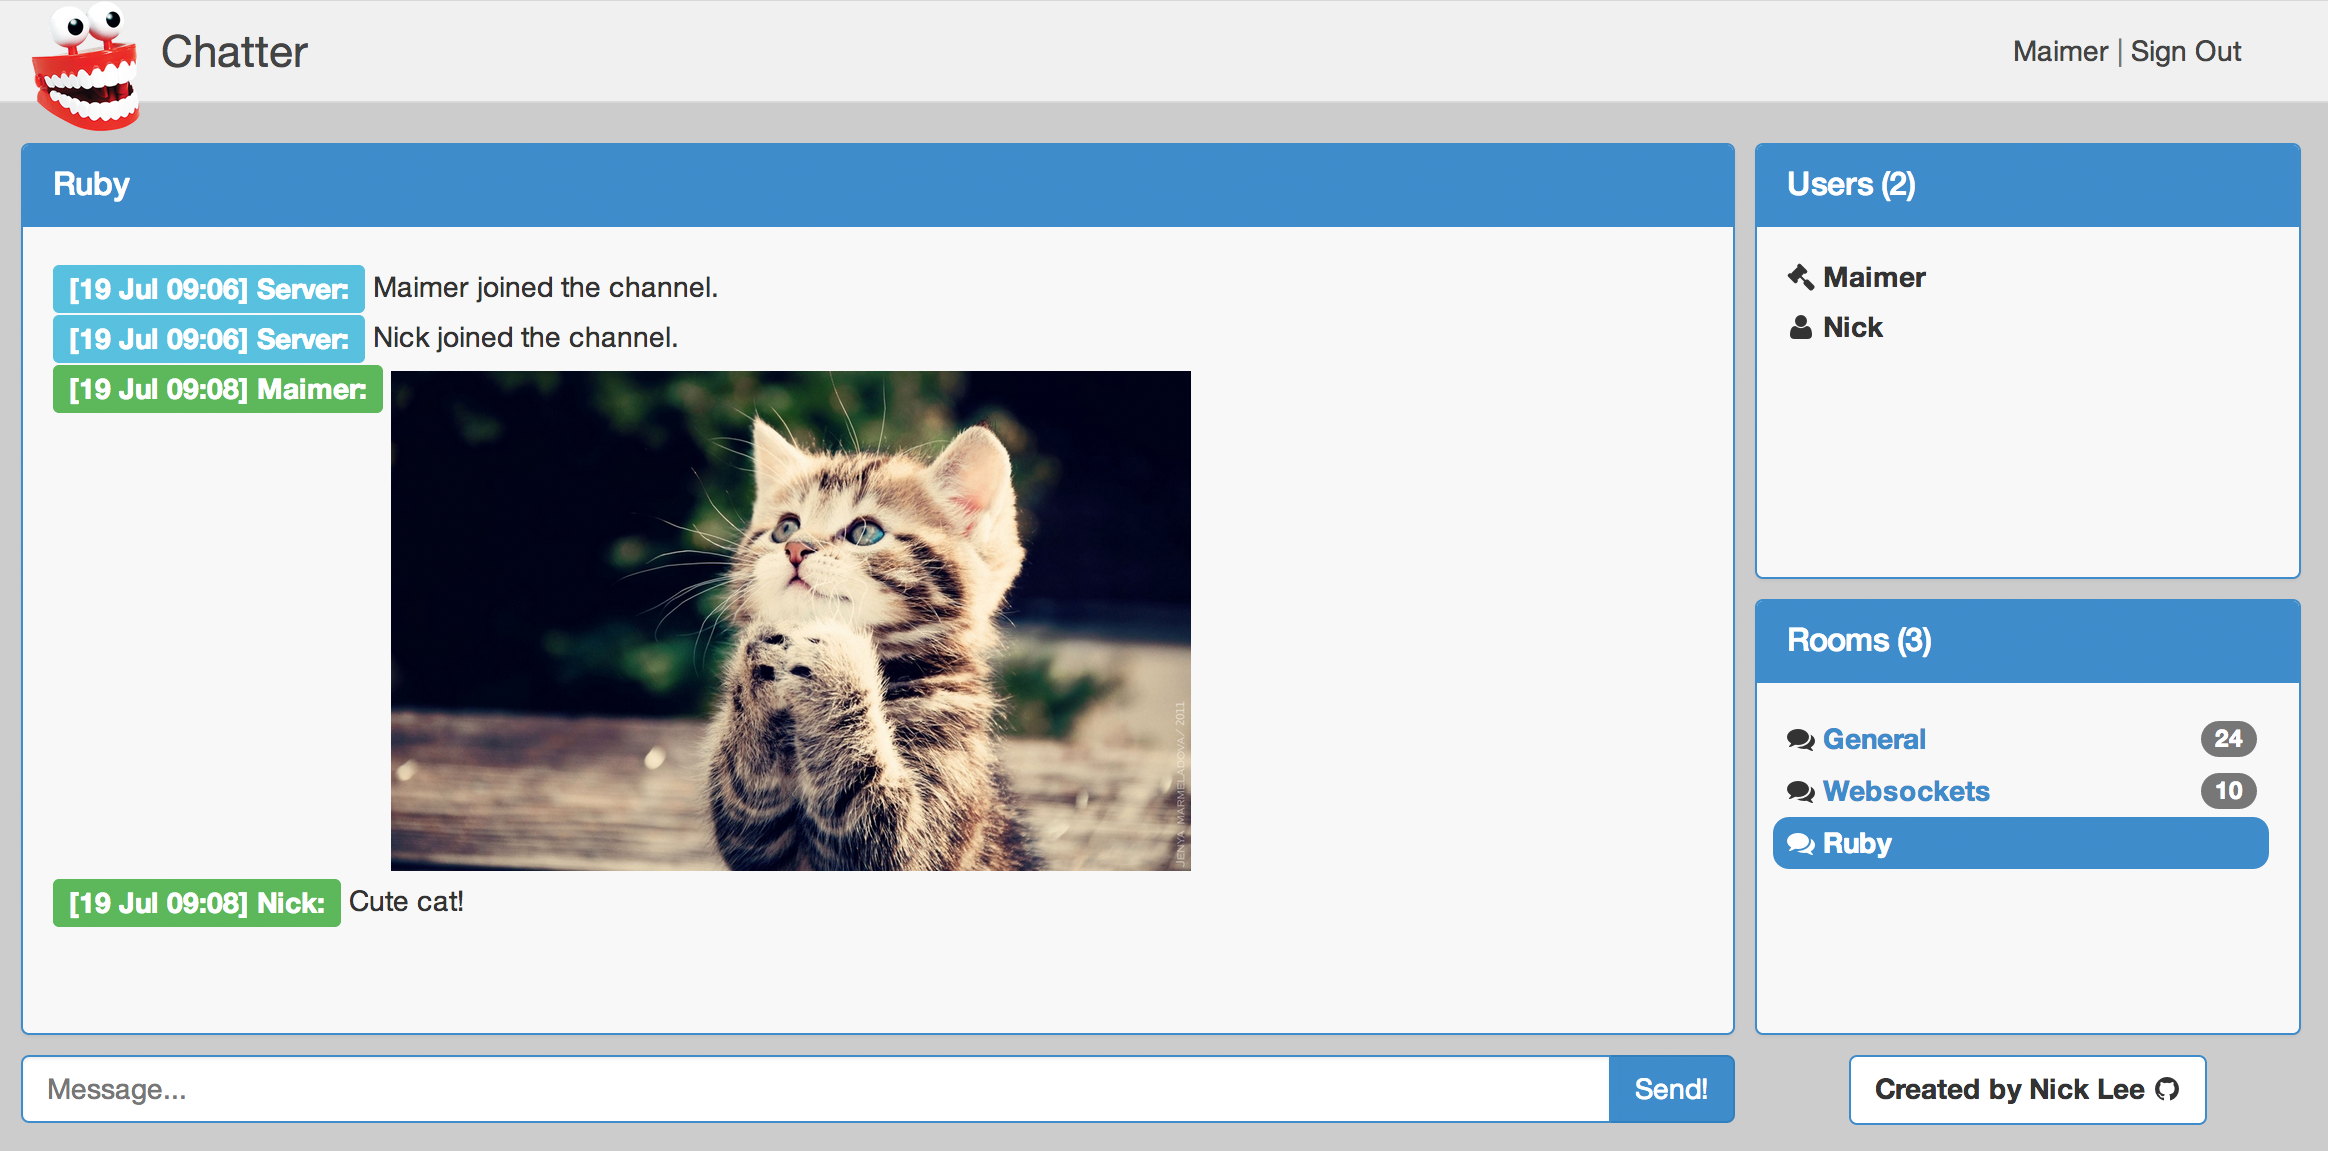 Chatter
Maimer | Sign Out
Ruby
[19 Jul 09:06] Server: Maimer joined the channel.
[19 Jul 09:06] Server: Nick joined the channel.
[19 Jul 09:08] Maimer:
JENYA MARMELADOVA/ 2011
[19 Jul 09:08] Nick: Cute cat!
Message...
Send!
Users (2)
Maimer
Nick
Rooms (3)
General 24
Websockets 10
Ruby
Created by Nick Lee